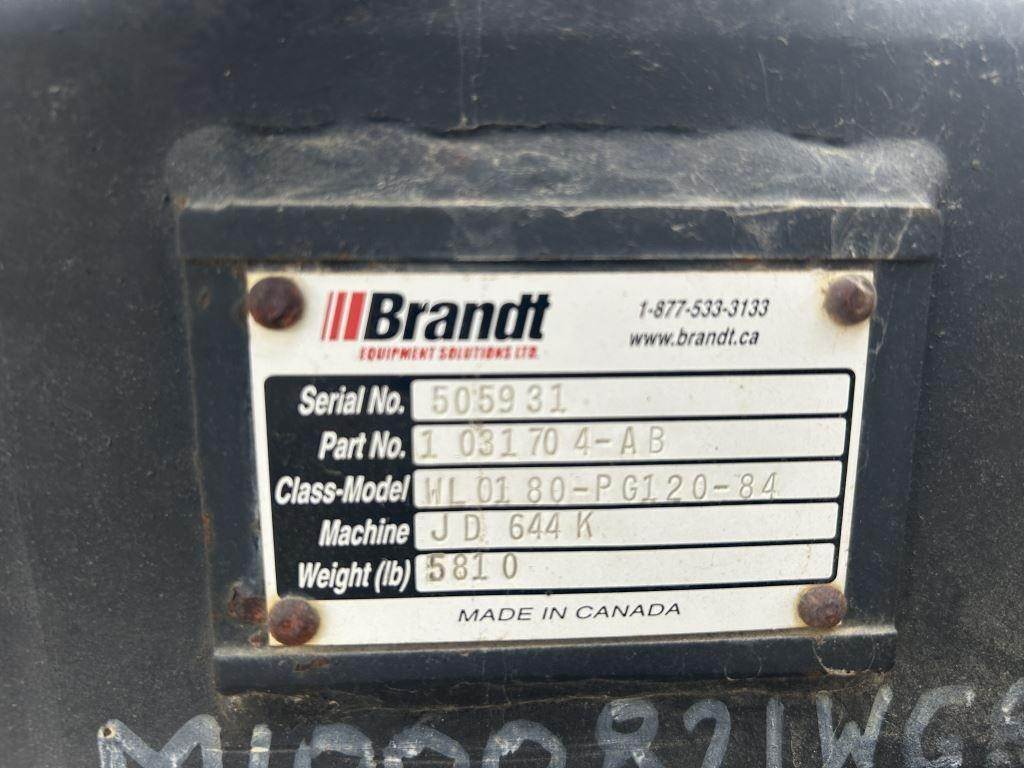 Brandt
EQUIPMENT SOLUTIONS LTD.
1-877-533-3133
www.brandt.ca
Serial No. 505931
Part No. 1031704-AB
Class-Model WL0180-PG120-84
Machine JD 644K
Weight (lb) 5810
MADE IN CANADA